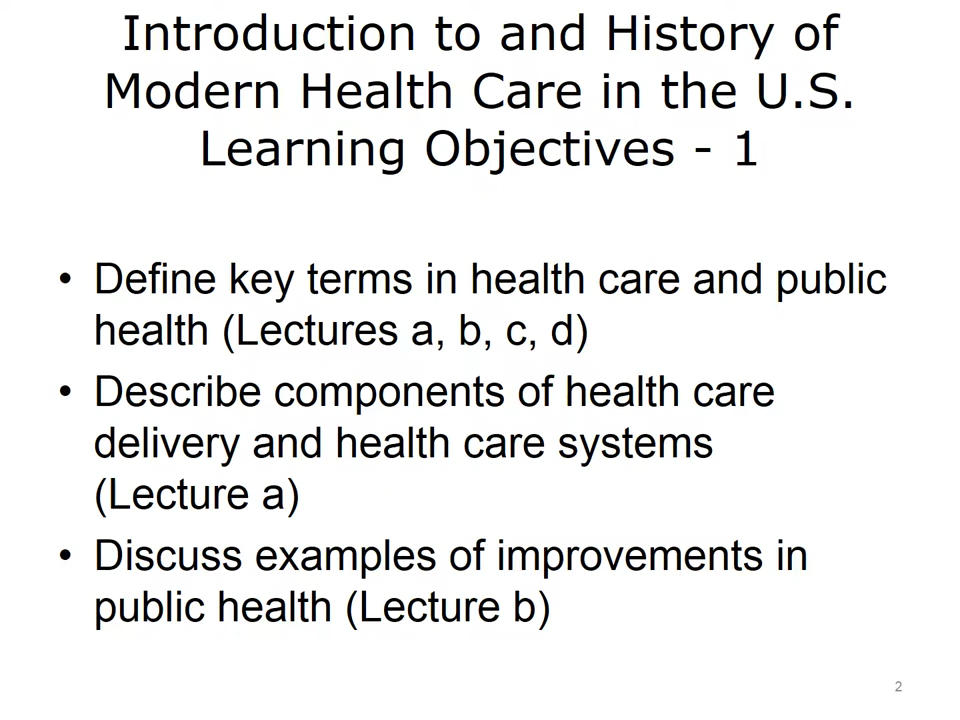 Introduction to and History of
Modern Health Care in the U.S.
Learning Objectives - 1
• Define key terms in health care and public
health (Lectures a, b, c, d)
• Describe components of health care
delivery and health care systems
(Lecture a)
• Discuss examples of improvements in
public health (Lecture b)
2